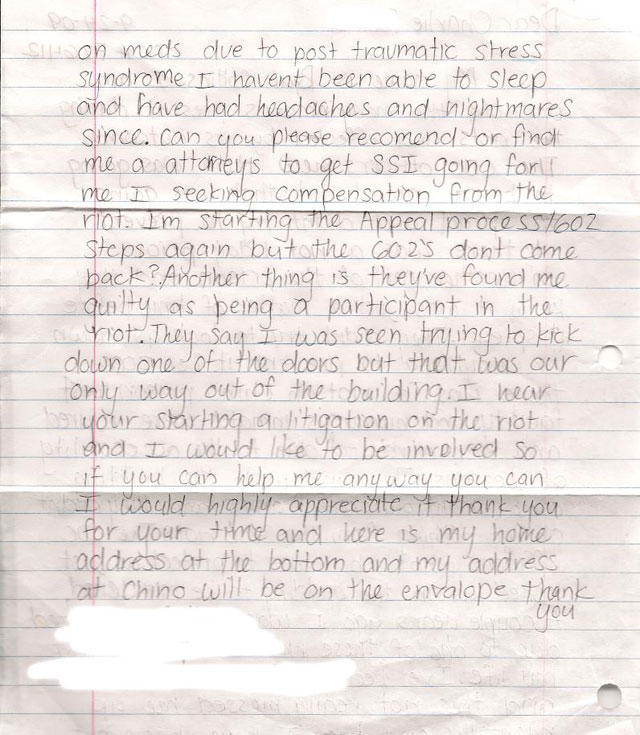 on meds due to post traumatic stress
syndrome I havent been able to sleep
and have had headaches and nightmares
since. Can you please recomend or find
me a attorneys to get SSI going for
me I seeking compensation from the
riot. Im starting the Appeal process/602
steps again but the 602's dont come
back? Another thing is they've found me
guilty as being a participant in the
riot. They say I was seen trying to kick
down one of the doors but that was our
only way out of the building. I hear
your starting a litigation on the riot
and I would like to be involved so
if you can help me anyway you can
I would highly appreciate it thank you
for your time and here is my home
address at the bottom and my address
at Chino will be on the envalope thank
you